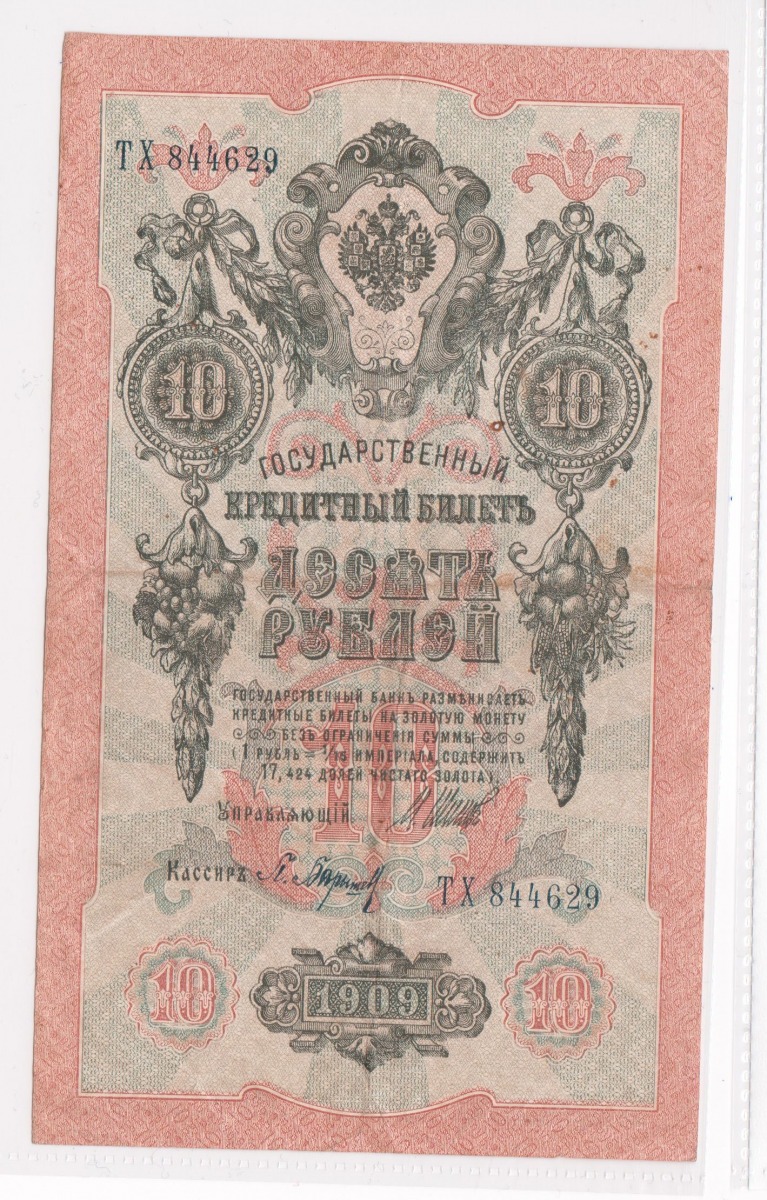 ТХ 844629
10 10
ГОСУДАРСТВЕННЫЙ
КРЕДИТНЫЙ БИЛЕТЪ
ДЕСЯТЬ
РУБЛЕЙ
ГОСУДАРСТВЕННЫЙ БАНКЪ РАЗМѢНИВАЕТЪ
КРЕДИТНЫЕ БИЛЕТЫ НА ЗОЛОТУЮ МОНЕТУ
БЕЗЪ ОГРАНИЧЕНІЯ СУММЫ
(1 РУБЛЬ = 1/15 ИМПЕРІАЛА, СОДЕРЖИТЪ
17,424 ДОЛЕЙ ЧИСТАГО ЗОЛОТА).
10
УПРАВЛЯЮЩІЙ
КАССИРЪ
ТХ 844629
10 1909 10